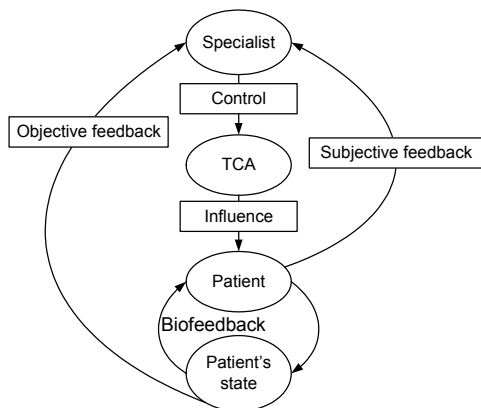 Specialist
Control
Objective feedback
Subjective feedback
TCA
Influence
Patient
Biofeedback
Patient's
state